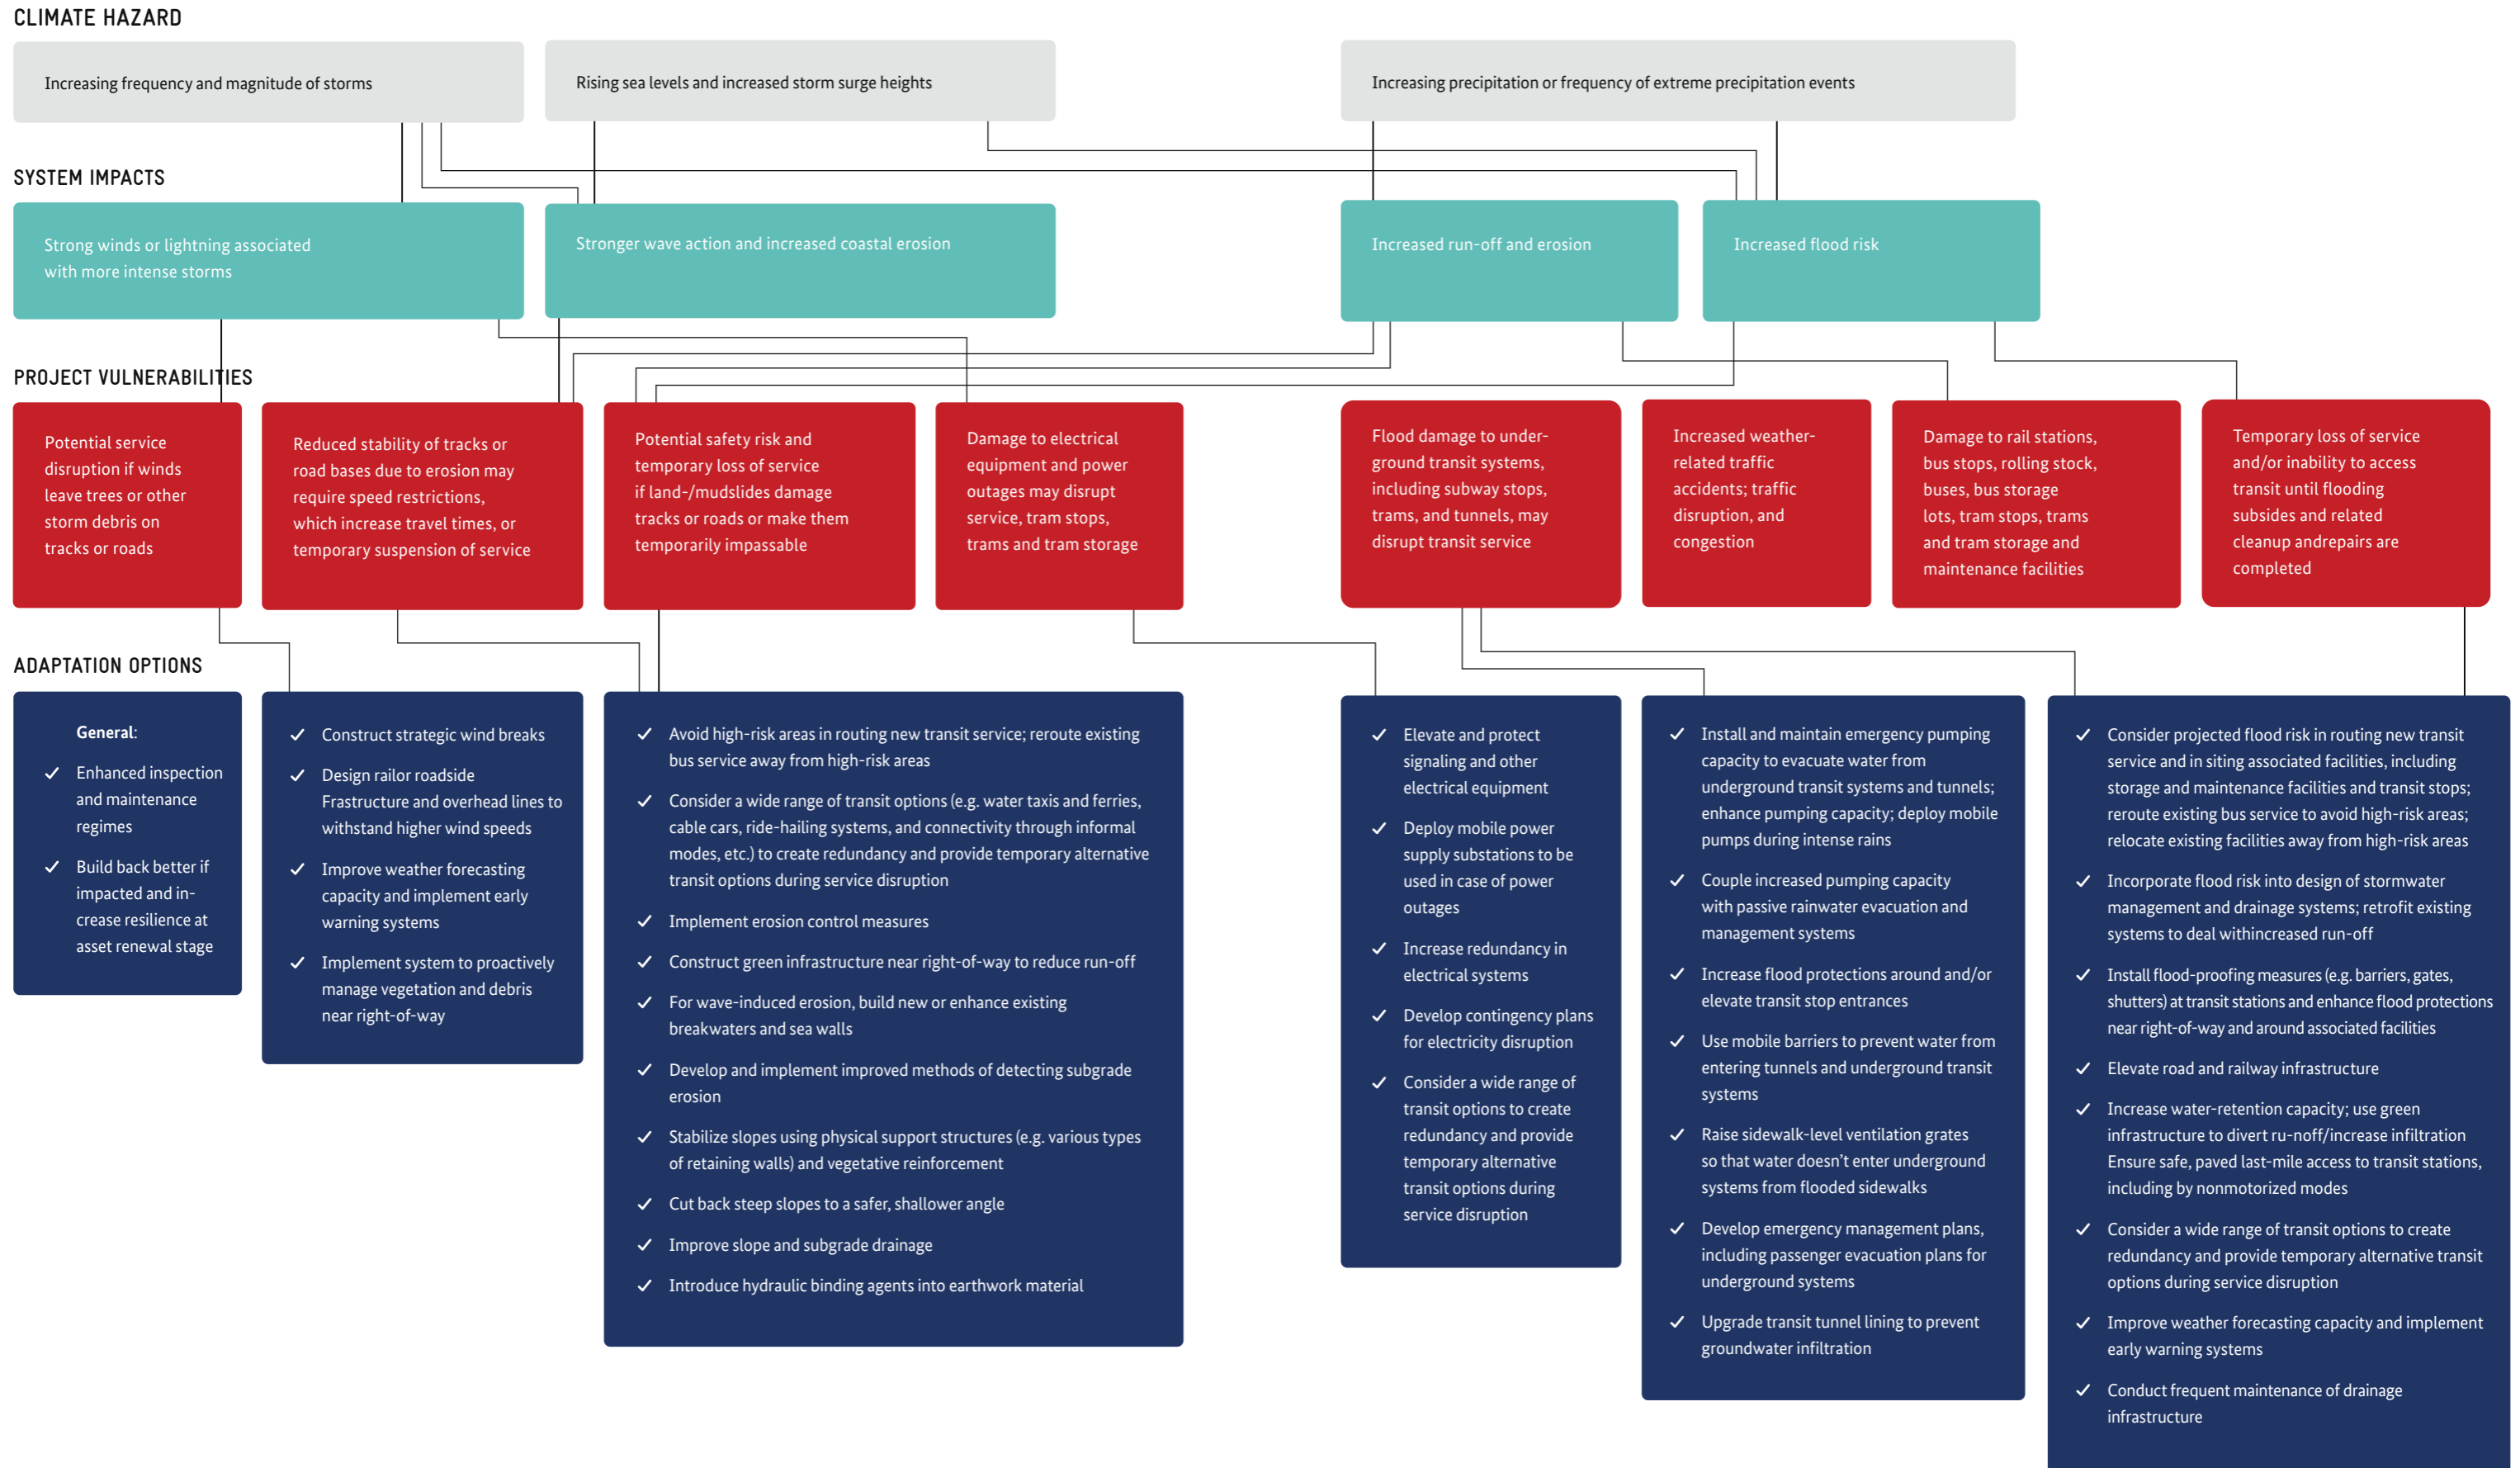 CLIMATE HAZARD
Increasing frequency and magnitude of storms
Rising sea levels and increased storm surge heights
Increasing precipitation or frequency of extreme precipitation events
SYSTEM IMPACTS
Strong winds or lightning associated
with more intense storms
Stronger wave action and increased coastal erosion
Increased run-off and erosion
Increased flood risk
PROJECT VULNERABILITIES
Potential service
disruption if winds
leave trees or other
storm debris on
tracks or roads
Reduced stability of tracks or
road bases due to erosion may
require speed restrictions,
which increase travel times, or
temporary suspension of service
Potential safety risk and
temporary loss of service
if land-/mudslides damage
tracks or roads or make them
temporarily impassable
Damage to electrical
equipment and power
outages may disrupt
service, tram stops,
trams and tram storage
Flood damage to under-
ground transit systems,
including subway stops,
trams, and tunnels, may
disrupt transit service
Increased weather-
related traffic
accidents; traffic
disruption, and
congestion
Damage to rail stations,
bus stops, rolling stock,
buses, bus storage
lots, tram stops, trams
and tram storage and
maintenance facilities
Temporary loss of service
and/or inability to access
transit until flooding
subsides and related
cleanup andrepairs are
completed
ADAPTATION OPTIONS
General:
✓ Enhanced inspection
and maintenance
regimes
✓ Build back better if
impacted and in-
crease resilience at
asset renewal stage
✓ Construct strategic wind breaks
✓ Design railor roadside
Frastructure and overhead lines to
withstand higher wind speeds
✓ Improve weather forecasting
capacity and implement early
warning systems
✓ Implement system to proactively
manage vegetation and debris
near right-of-way
✓ Avoid high-risk areas in routing new transit service; reroute existing
bus service away from high-risk areas
✓ Consider a wide range of transit options (e.g. water taxis and ferries,
cable cars, ride-hailing systems, and connectivity through informal
modes, etc.) to create redundancy and provide temporary alternative
transit options during service disruption
✓ Implement erosion control measures
✓ Construct green infrastructure near right-of-way to reduce run-off
✓ For wave-induced erosion, build new or enhance existing
breakwaters and sea walls
✓ Develop and implement improved methods of detecting subgrade
erosion
✓ Stabilize slopes using physical support structures (e.g. various types
of retaining walls) and vegetative reinforcement
✓ Cut back steep slopes to a safer, shallower angle
✓ Improve slope and subgrade drainage
✓ Introduce hydraulic binding agents into earthwork material
✓ Elevate and protect
signaling and other
electrical equipment
✓ Deploy mobile power
supply substations to be
used in case of power
outages
✓ Increase redundancy in
electrical systems
✓ Develop contingency plans
for electricity disruption
✓ Consider a wide range of
transit options to create
redundancy and provide
temporary alternative
transit options during
service disruption
✓ Install and maintain emergency pumping
capacity to evacuate water from
underground transit systems and tunnels;
enhance pumping capacity; deploy mobile
pumps during intense rains
✓ Couple increased pumping capacity
with passive rainwater evacuation and
management systems
✓ Increase flood protections around and/or
elevate transit stop entrances
✓ Use mobile barriers to prevent water from
entering tunnels and underground transit
systems
✓ Raise sidewalk-level ventilation grates
so that water doesn't enter underground
systems from flooded sidewalks
✓ Develop emergency management plans,
including passenger evacuation plans for
underground systems
✓ Upgrade transit tunnel lining to prevent
groundwater infiltration
✓ Consider projected flood risk in routing new transit
service and in siting associated facilities, including
storage and maintenance facilities and transit stops;
reroute existing bus service to avoid high-risk areas;
relocate existing facilities away from high-risk areas
✓ Incorporate flood risk into design of stormwater
management and drainage systems; retrofit existing
systems to deal withincreased run-off
✓ Install flood-proofing measures (e.g. barriers, gates,
shutters) at transit stations and enhance flood protections
near right-of-way and around associated facilities
✓ Elevate road and railway infrastructure
✓ Increase water-retention capacity; use green
infrastructure to divert ru-noff/increase infiltration
Ensure safe, paved last-mile access to transit stations,
including by nonmotorized modes
✓ Consider a wide range of transit options to create
redundancy and provide temporary alternative transit
options during service disruption
✓ Improve weather forecasting capacity and implement
early warning systems
✓ Conduct frequent maintenance of drainage
infrastructure